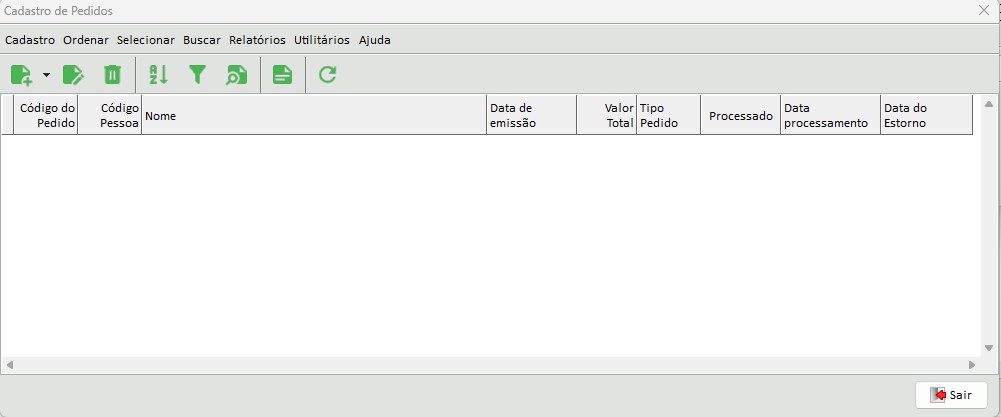 Cadastro de Pedidos
Cadastro Ordenar Selecionar Buscar Relatórios Utilitários Ajuda
Código do Pedido
Código Pessoa
Nome
Data de emissão
Valor Total
Tipo Pedido
Processado
Data processamento
Data do Estorno
Sair